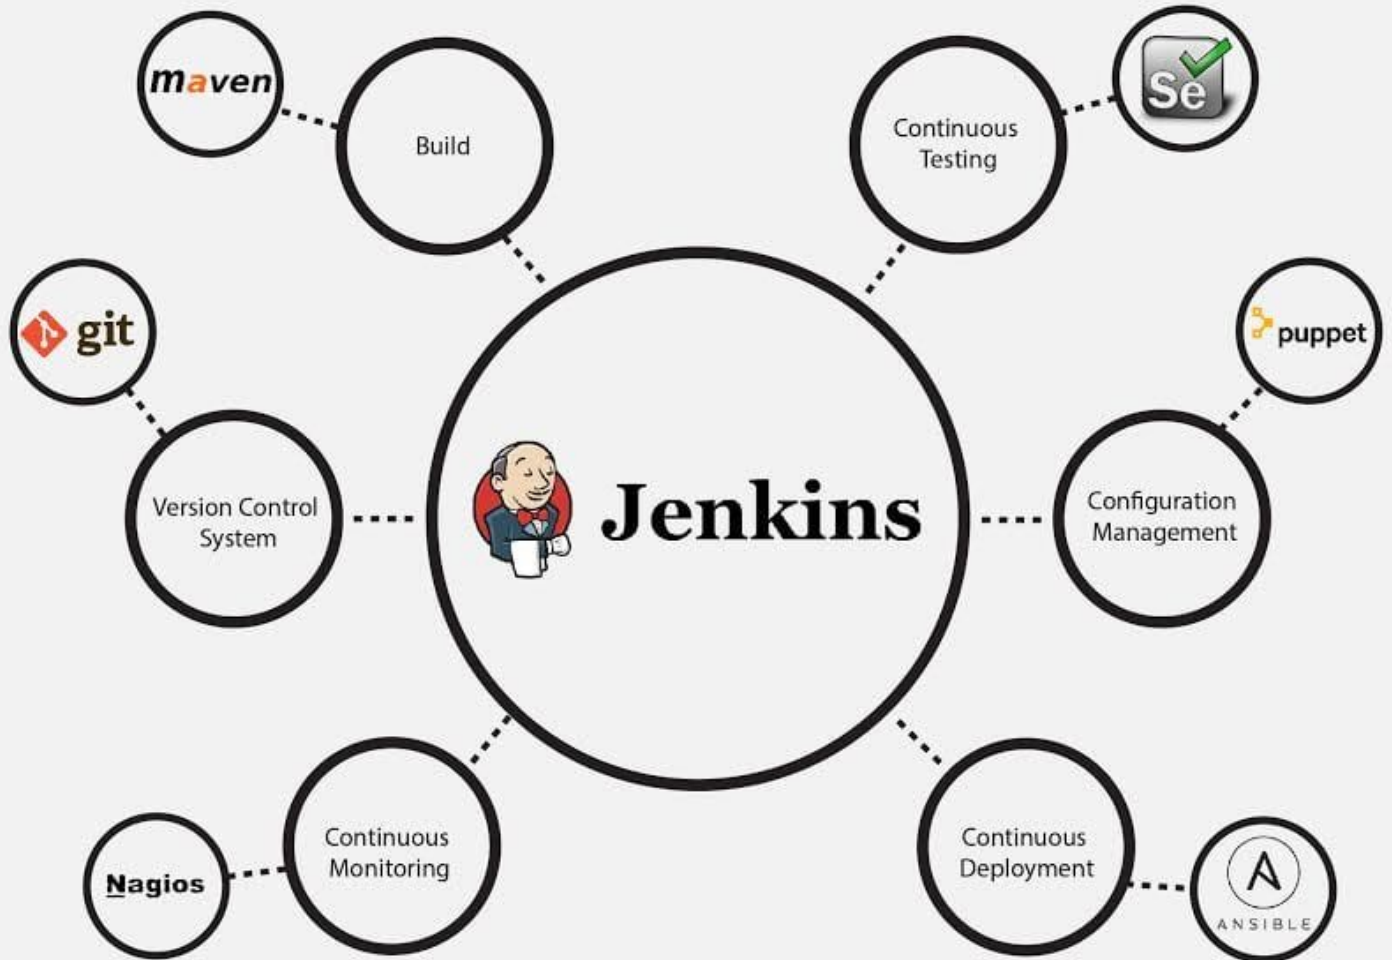 maven
Build
Continuous
Testing
Se
git
puppet
Version Control
System
Jenkins
Configuration
Management
Continuous
Monitoring
Nagios
Continuous
Deployment
ANSIBLE